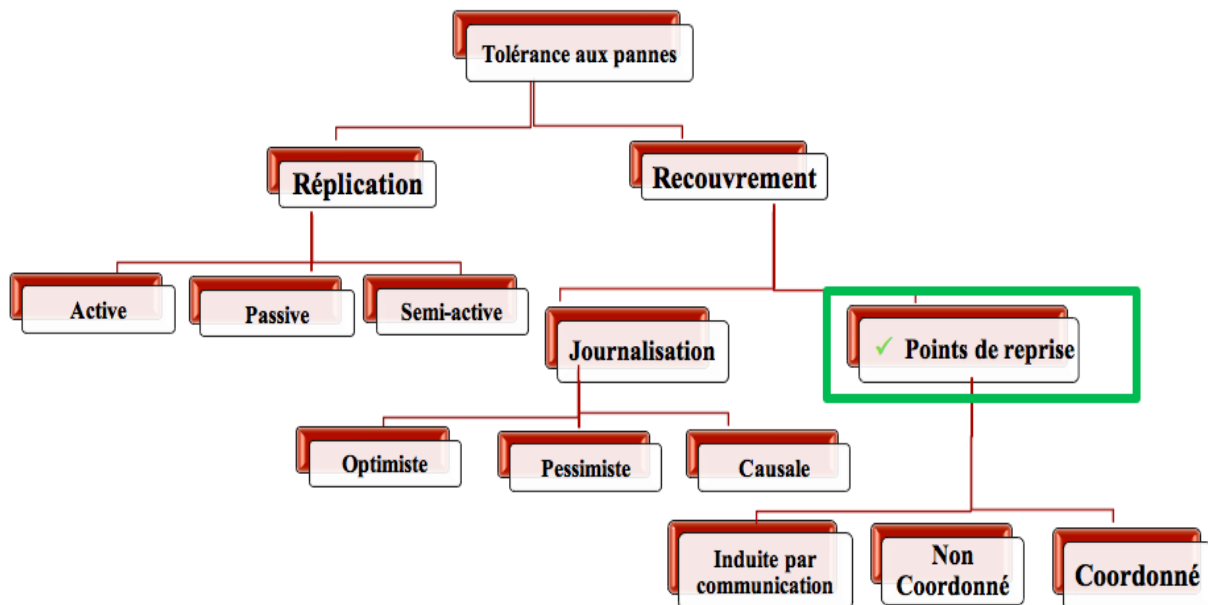 Tolérance aux pannes
Réplication
Recouvrement
Active
Passive
Semi-active
Journalisation
✓ Points de reprise
Optimiste
Pessimiste
Causale
Induite par
communication
Non
Coordonné
Coordonné